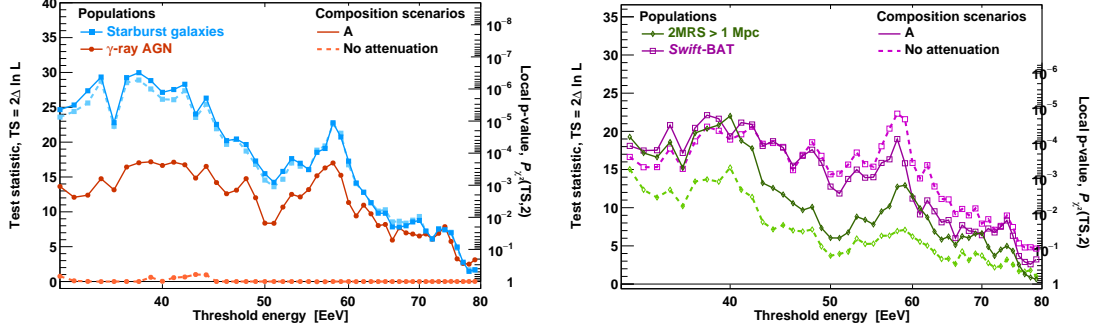 Populations
Starburst galaxies
γ-ray AGN
Composition scenarios
A
No attenuation
Test statistic, TS = 2Δ ln L
40
35
30
25
20
15
10
5
0
40
50
60
70
80
Threshold energy [EeV]
10⁻⁸
10⁻⁷
10⁻⁶
10⁻⁵
10⁻⁴
10⁻³
10⁻²
10⁻¹
1
Local p-value, P_χ²(TS,2)
Populations
2MRS > 1 Mpc
Swift-BAT
Composition scenarios
A
No attenuation
Test statistic, TS = 2Δ ln L
35
30
25
20
15
10
5
0
40
50
60
70
80
Threshold energy [EeV]
10⁻⁶
10⁻⁵
10⁻⁴
10⁻³
10⁻²
10⁻¹
1
Local p-value, P_χ²(TS,2)